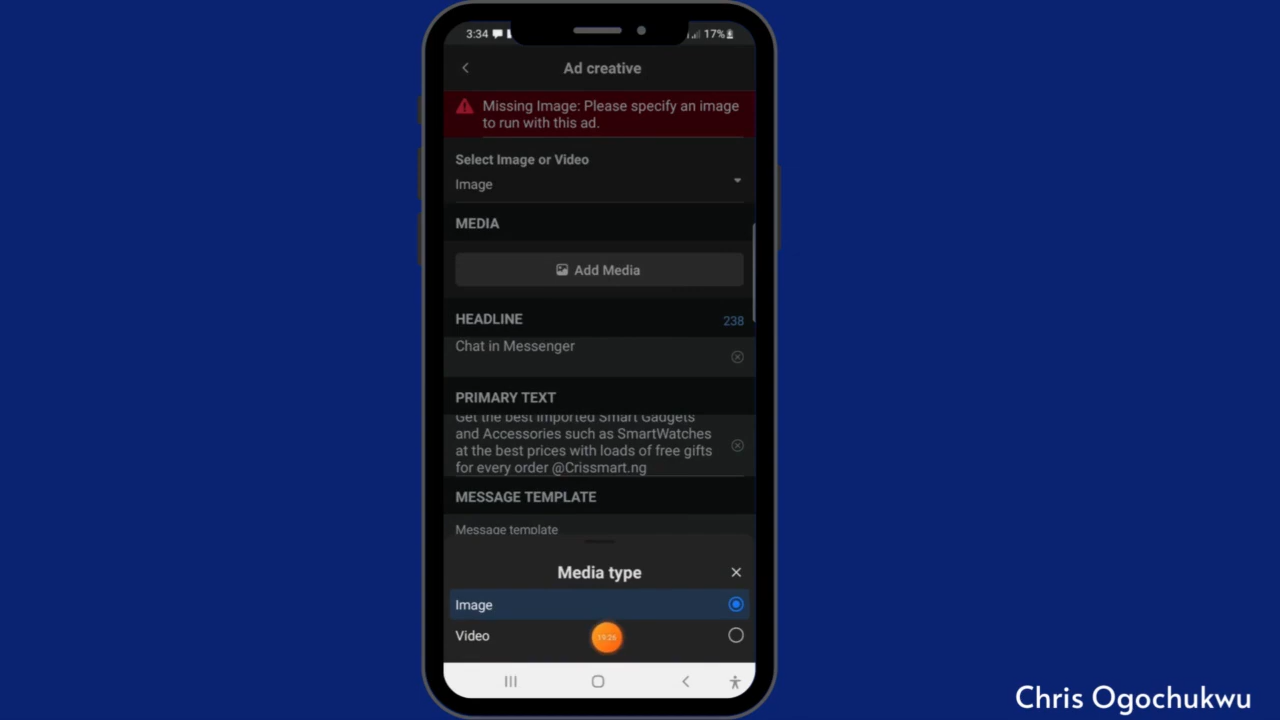 3:34
17%
Ad creative
Missing Image: Please specify an image
to run with this ad.
Select Image or Video
Image
MEDIA
Add Media
HEADLINE
238
Chat in Messenger
PRIMARY TEXT
Get the best Imported Smart Gadgets
and Accessories such as SmartWatches
at the best prices with loads of free gifts
for every order @Crissmart.ng
MESSAGE TEMPLATE
Message template
Media type
Image
Video
Chris Ogochukwu